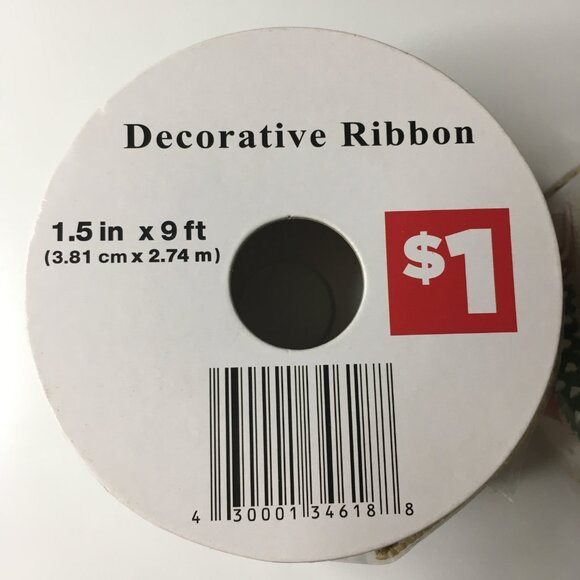 Decorative Ribbon
1.5 in x 9 ft
(3.81 cm x 2.74 m)
$1
4 30001 34618 8